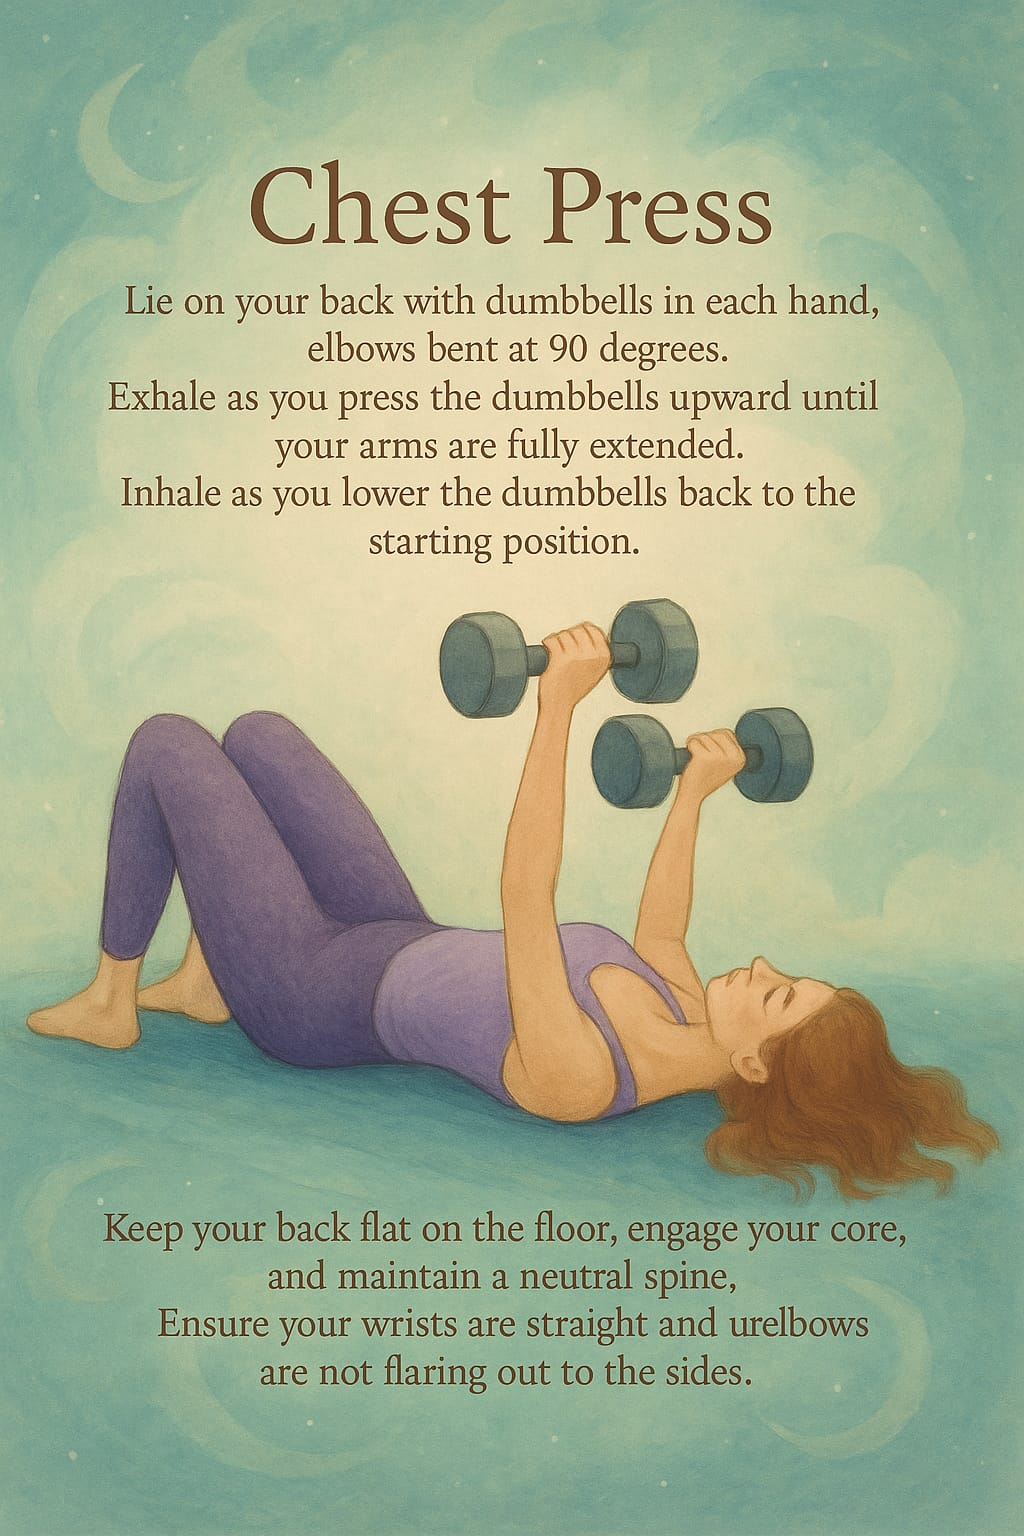 Chest Press
Lie on your back with dumbbells in each hand,
elbows bent at 90 degrees.
Exhale as you press the dumbbells upward until
your arms are fully extended.
Inhale as you lower the dumbbells back to the
starting position.
Keep your back flat on the floor, engage your core,
and maintain a neutral spine,
Ensure your wrists are straight and urelbows
are not flaring out to the sides.